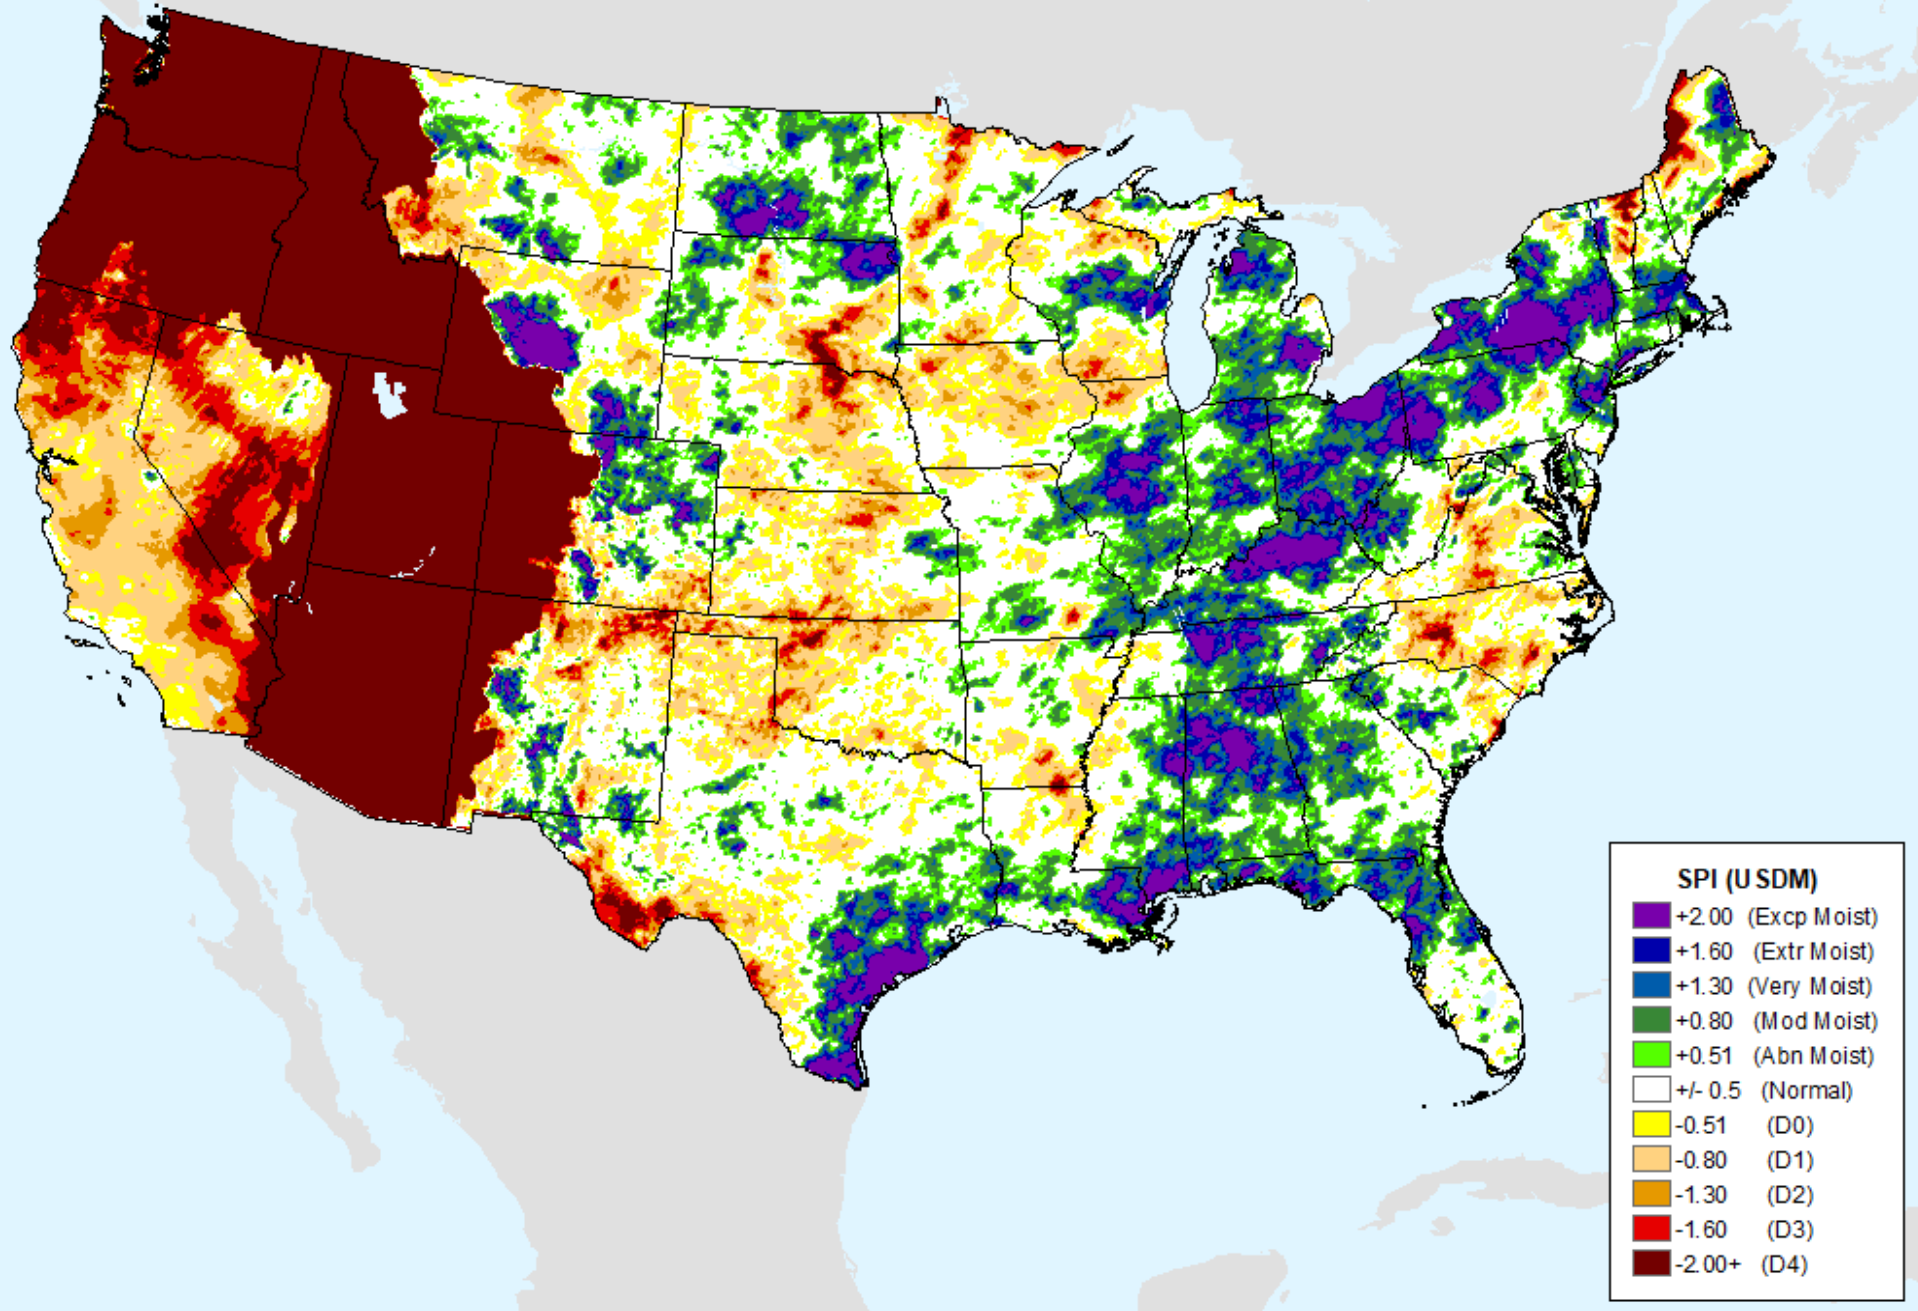 SPI (USDM)
+2.00 (Excp Moist)
+1.60 (Extr Moist)
+1.30 (Very Moist)
+0.80 (Mod Moist)
+0.51 (Abn Moist)
+/- 0.5 (Normal)
-0.51 (D0)
-0.80 (D1)
-1.30 (D2)
-1.60 (D3)
-2.00+ (D4)